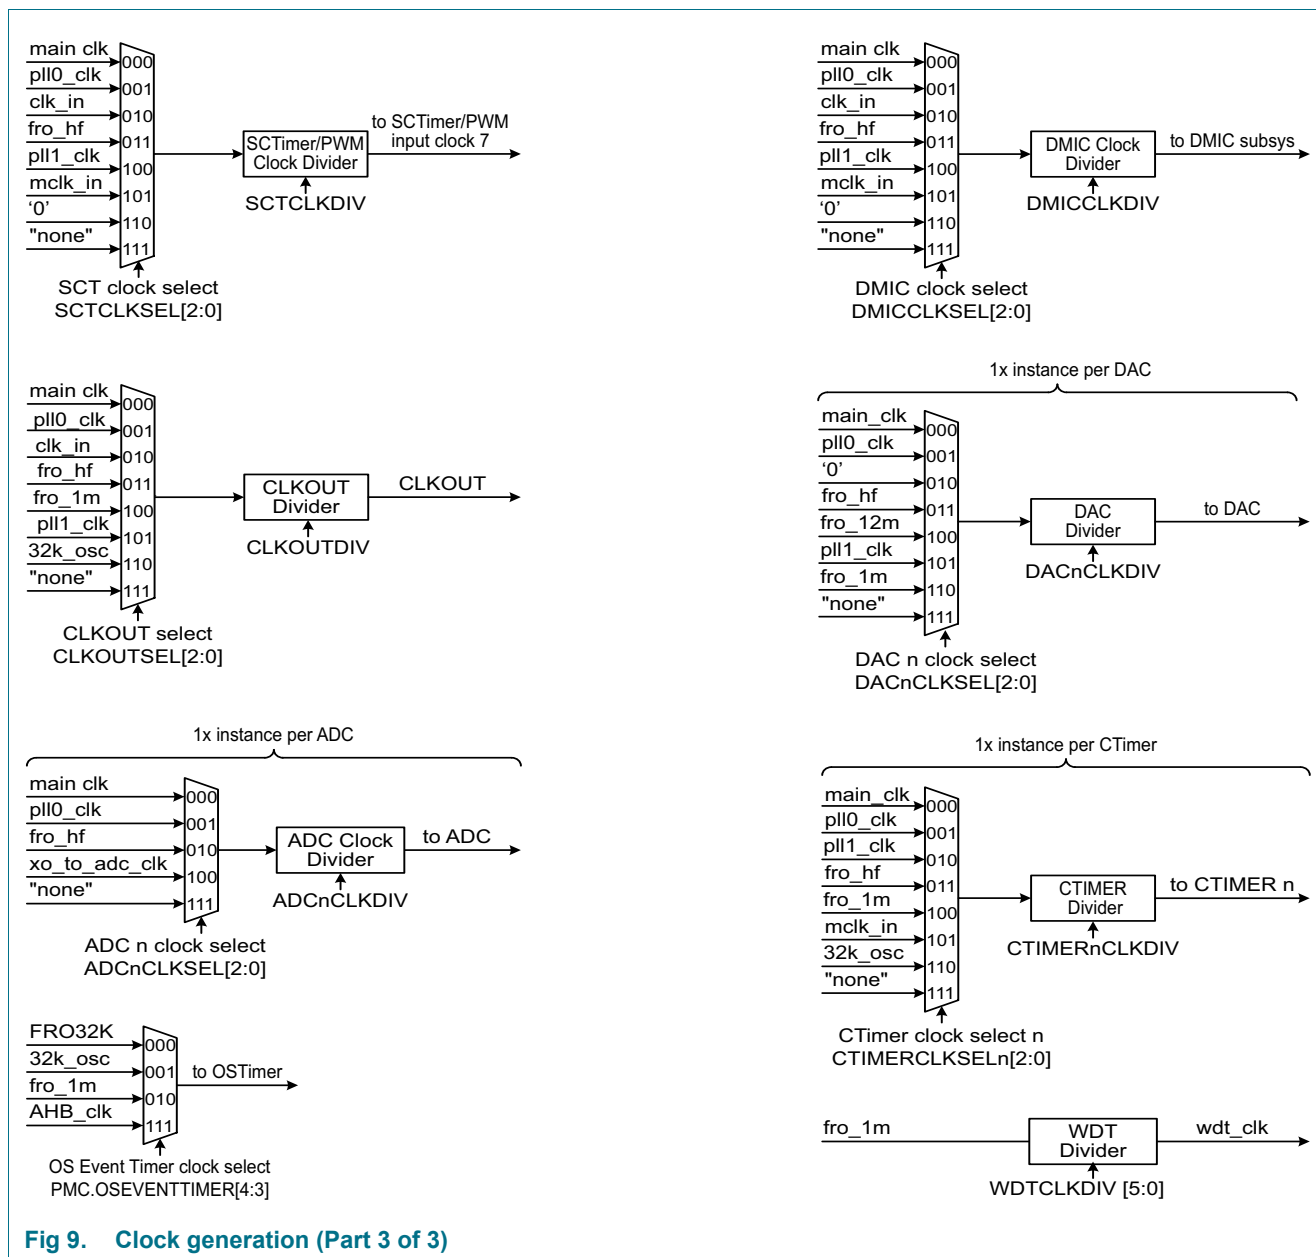 main clk
000
pll0_clk
001
clk_in
010
fro_hf
011
pll1_clk
100
mclk_in
101
‘0’
110
"none"
111
SCTimer/PWM
Clock Divider
to SCTimer/PWM
input clock 7
SCTCLKDIV
SCT clock select
SCTCLKSEL[2:0]
main clk
000
pll0_clk
001
clk_in
010
fro_hf
011
pll1_clk
100
mclk_in
101
‘0’
110
"none"
111
DMIC Clock
Divider
to DMIC subsys
DMICCLKDIV
DMIC clock select
DMICCLKSEL[2:0]
main clk
000
pll0_clk
001
clk_in
010
fro_hf
011
fro_1m
100
pll1_clk
101
32k_osc
110
"none"
111
CLKOUT
Divider
CLKOUT
CLKOUTDIV
CLKOUT select
CLKOUTSEL[2:0]
1x instance per DAC
main_clk
000
pll0_clk
001
‘0’
010
fro_hf
011
fro_12m
100
pll1_clk
101
fro_1m
110
"none"
111
DAC
Divider
to DAC
DACnCLKDIV
DAC n clock select
DACnCLKSEL[2:0]
1x instance per ADC
main clk
000
pll0_clk
001
fro_hf
010
xo_to_adc_clk
100
"none"
111
ADC Clock
Divider
to ADC
ADCnCLKDIV
ADC n clock select
ADCnCLKSEL[2:0]
1x instance per CTimer
main_clk
000
pll0_clk
001
pll1_clk
010
fro_hf
011
fro_1m
100
mclk_in
101
32k_osc
110
"none"
111
CTIMER
Divider
to CTIMER n
CTIMERnCLKDIV
CTimer clock select n
CTIMERCLKSELn[2:0]
FRO32K
000
32k_osc
001
fro_1m
010
AHB_clk
111
to OSTimer
OS Event Timer clock select
PMC.OSEVENTTIMER[4:3]
fro_1m
WDT
Divider
wdt_clk
WDTCLKDIV [5:0]
Fig 9. Clock generation (Part 3 of 3)